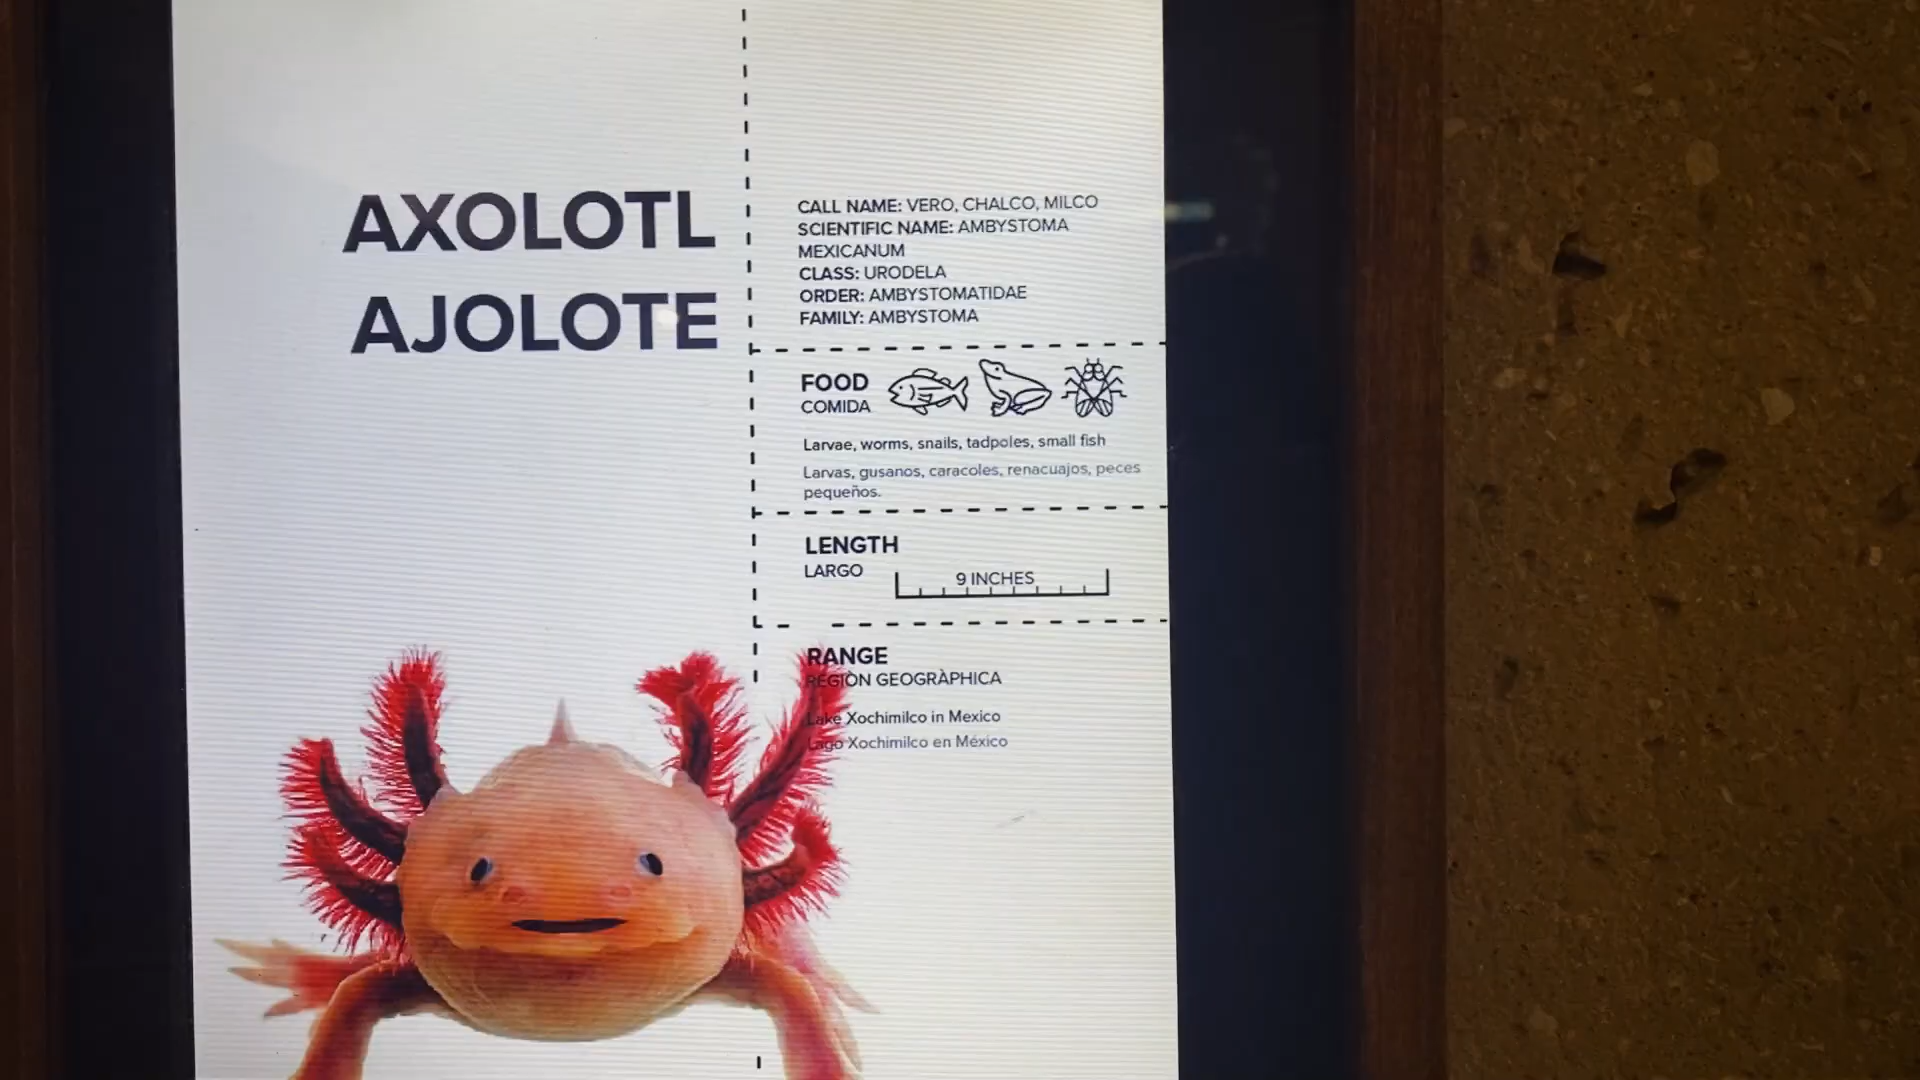 AXOLOTL
AJOLOTE
CALL NAME: VERO, CHALCO, MILCO
SCIENTIFIC NAME: AMBYSTOMA
MEXICANUM
CLASS: URODELA
ORDER: AMBYSTOMATIDAE
FAMILY: AMBYSTOMA
FOOD
COMIDA
Larvae, worms, snails, tadpoles, small fish
Larvas, gusanos, caracoles, renacuajos, peces
pequeños.
LENGTH
LARGO
9 INCHES
RANGE
REGIÒN GEOGRÀPHICA
Lake Xochimilco in Mexico
Lago Xochimilco en México